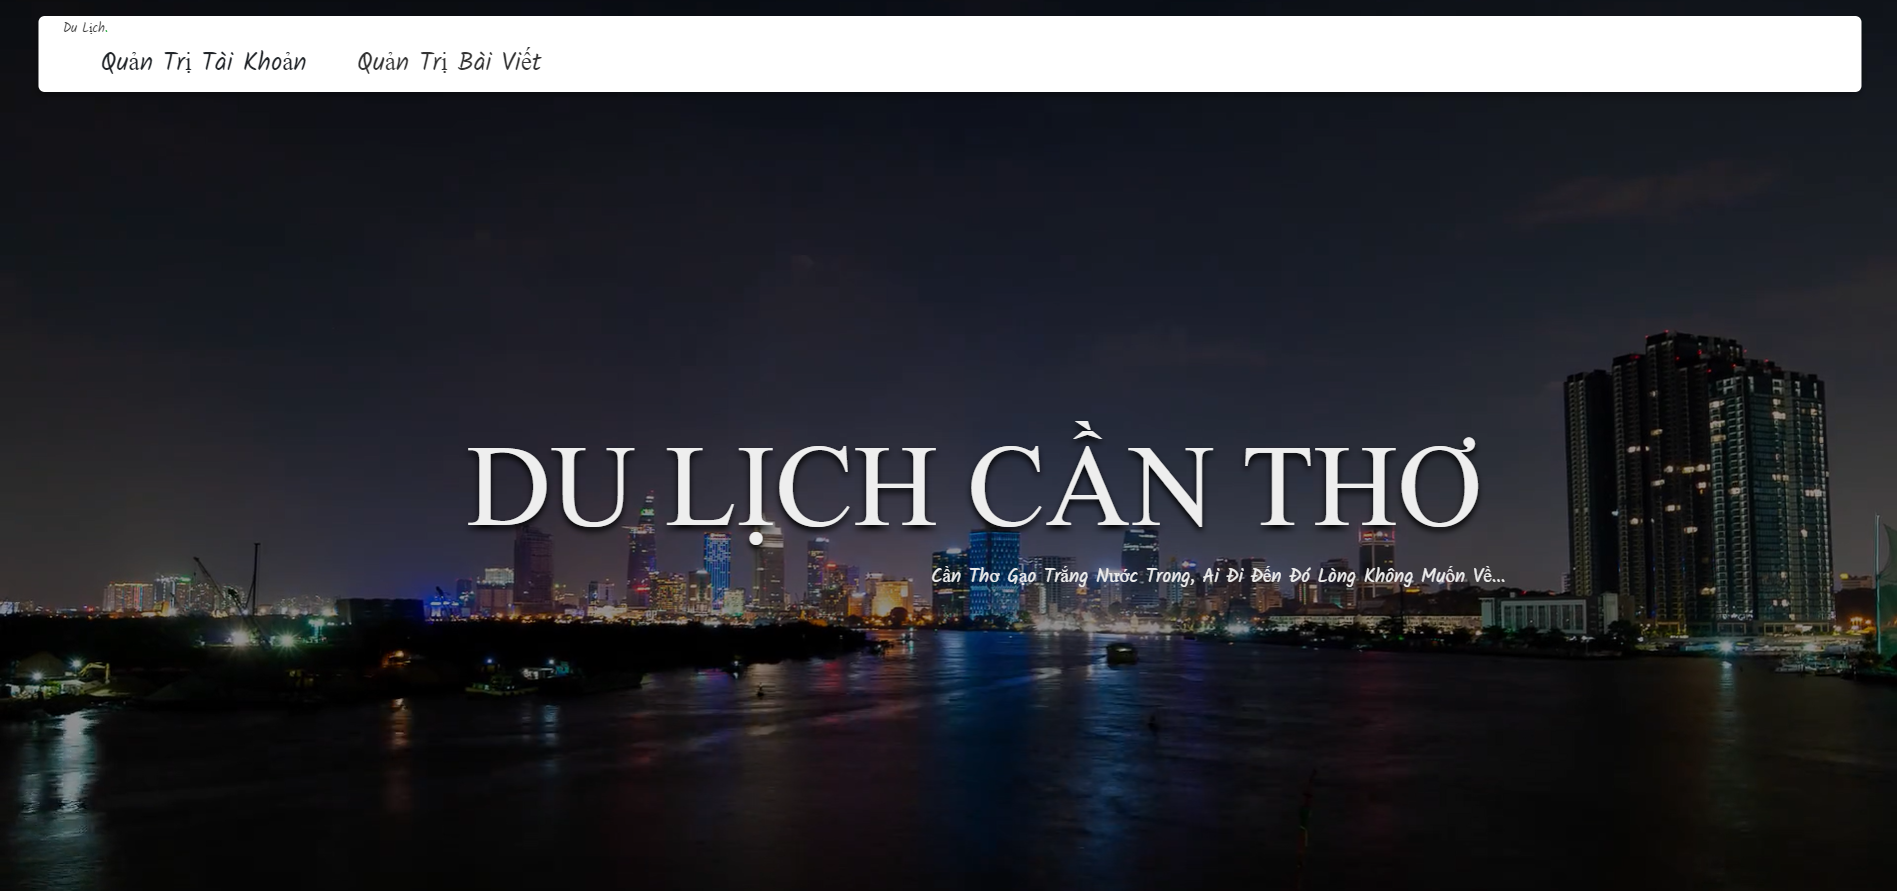 Du Lịch.
Quản Trị Tài Khoản Quản Trị Bài Viết
DU LỊCH CẦN THƠ
Cần Thơ Gạo Trắng Nước Trong, Ai Đi Đến Đó Lòng Không Muốn Về...